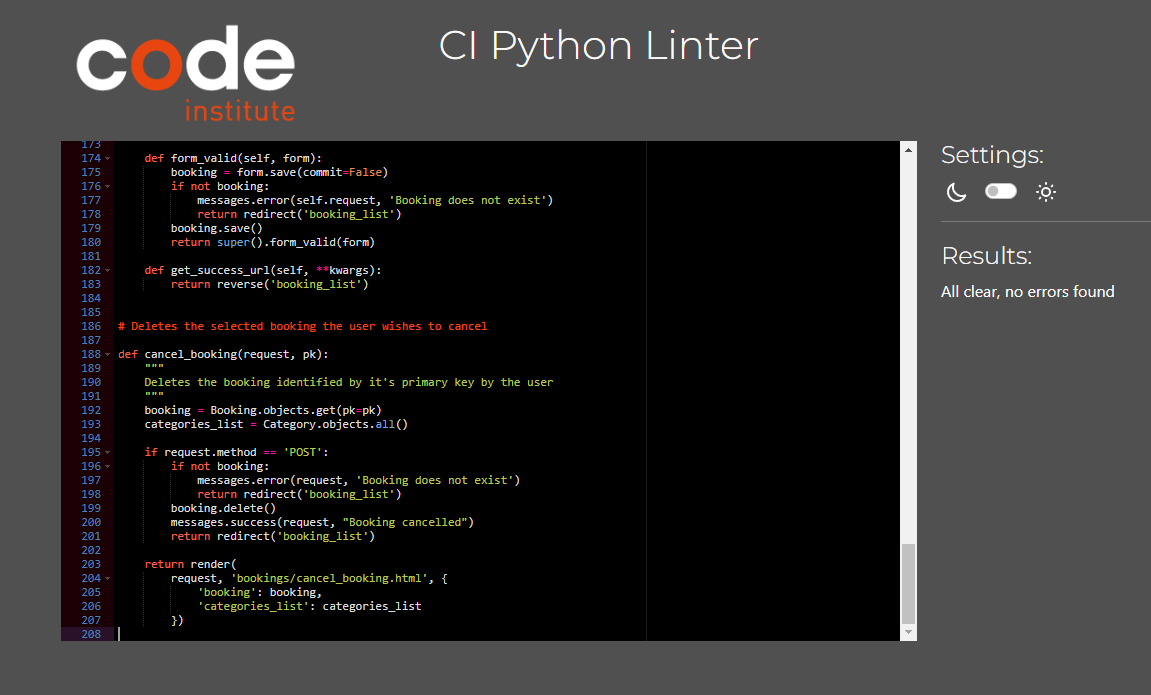 code
institute
CI Python Linter
173
174 def form_valid(self, form):
175 booking = form.save(commit=False)
176 if not booking:
177 messages.error(self.request, 'Booking does not exist')
178 return redirect('booking_list')
179 booking.save()
180 return super().form_valid(form)
181
182 def get_success_url(self, **kwargs):
183 return reverse('booking_list')
184
185
186 # Deletes the selected booking the user wishes to cancel
187
188 def cancel_booking(request, pk):
189 """
190 Deletes the booking identified by it's primary key by the user
191 """
192 booking = Booking.objects.get(pk=pk)
193 categories_list = Category.objects.all()
194
195 if request.method == 'POST':
196 if not booking:
197 messages.error(request, 'Booking does not exist')
198 return redirect('booking_list')
199 booking.delete()
200 messages.success(request, "Booking cancelled")
201 return redirect('booking_list')
202
203 return render(
204 request, 'bookings/cancel_booking.html', {
205 'booking': booking,
206 'categories_list': categories_list
207 })
208
Settings:
Results:
All clear, no errors found